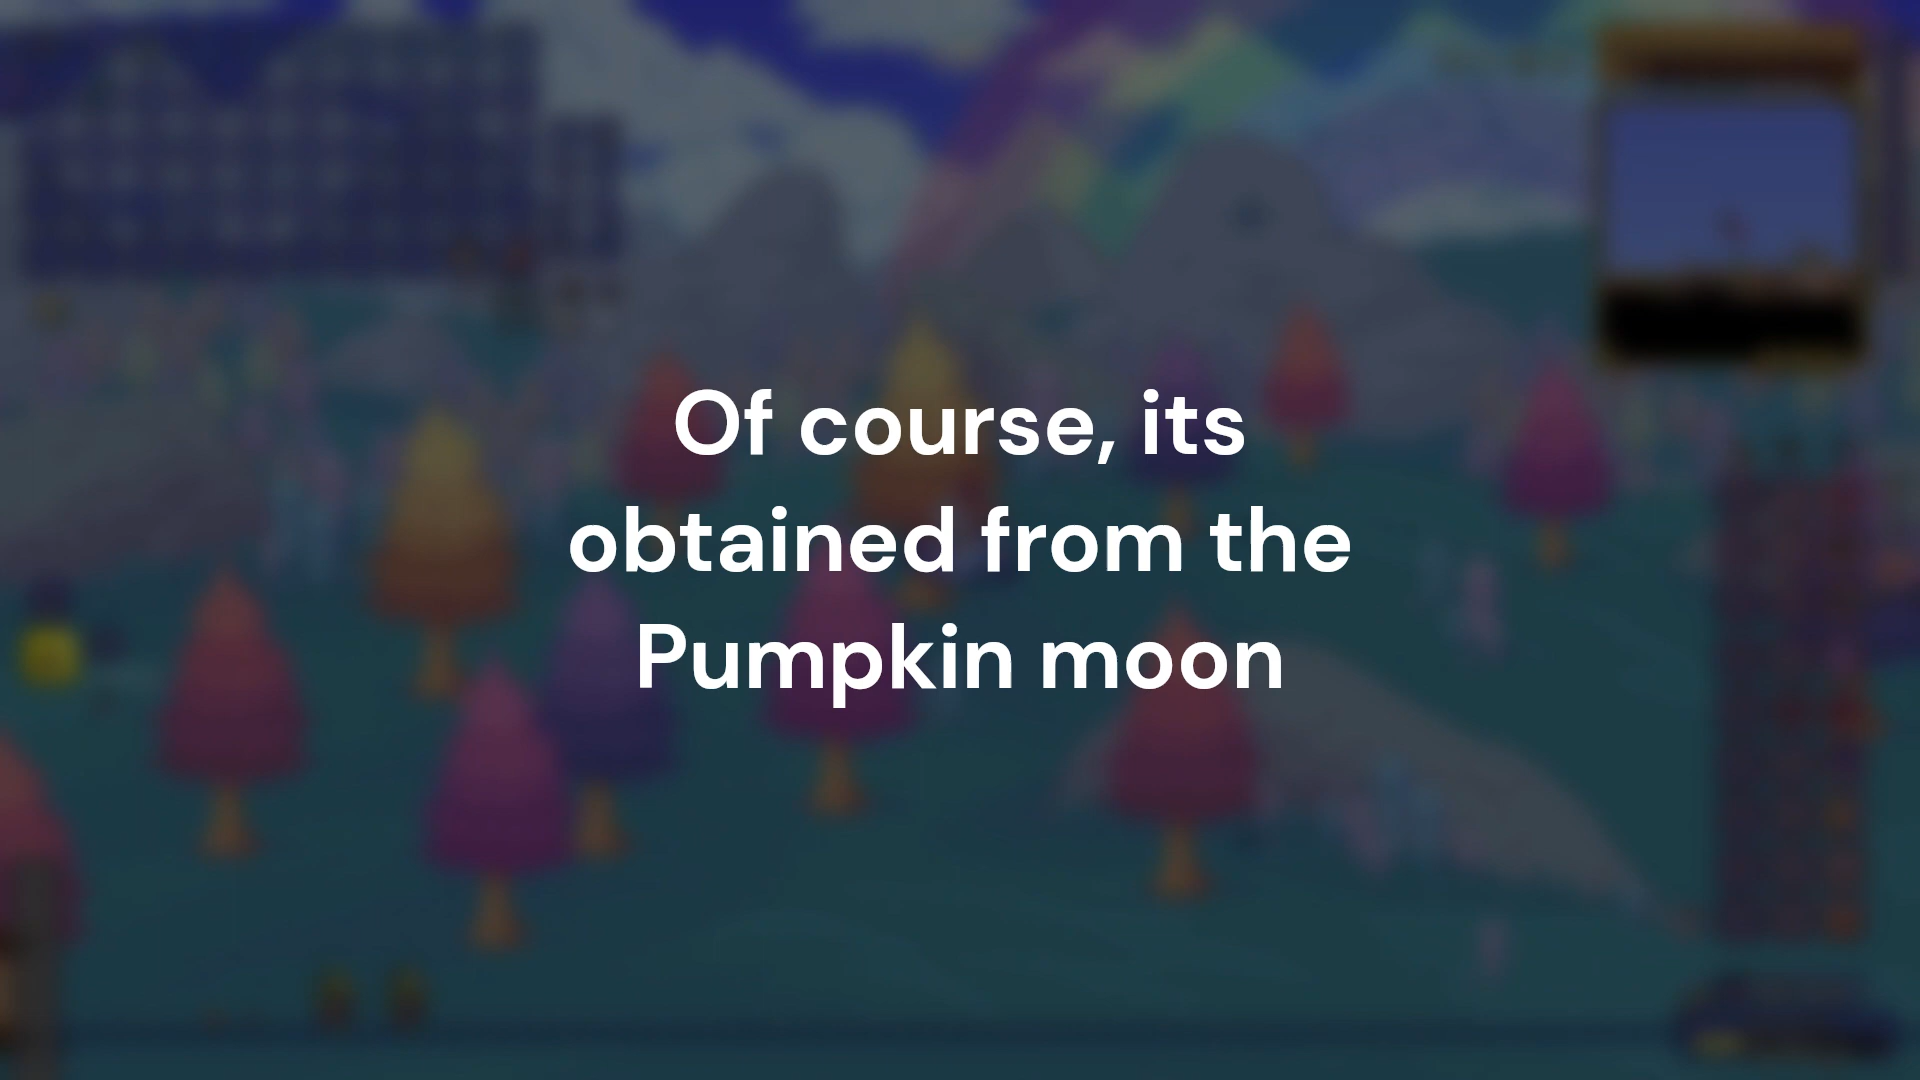 Of course, its
obtained from the
Pumpkin moon